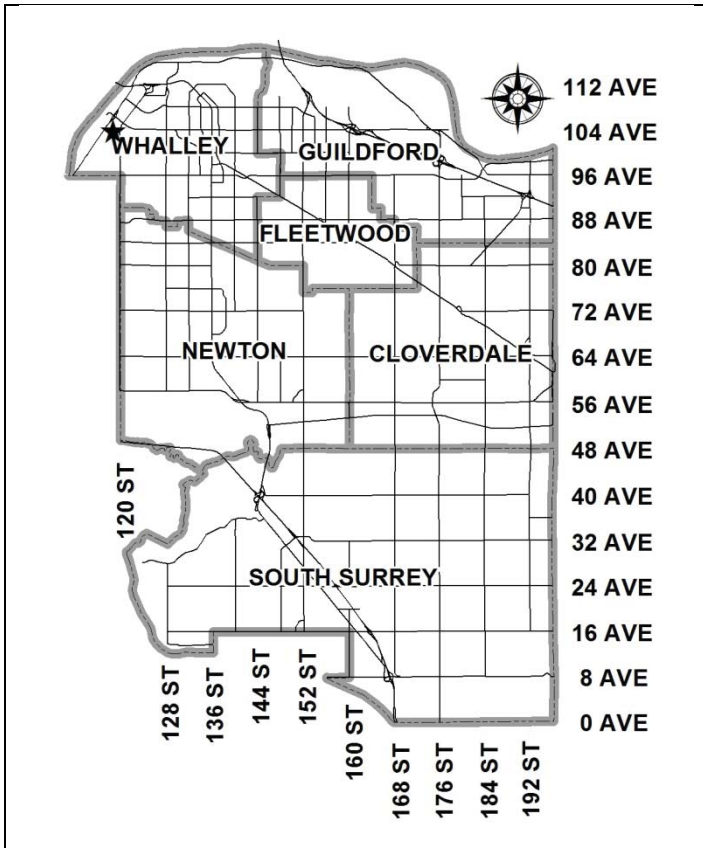 112 AVE
104 AVE
WHALLEY
GUILDFORD
96 AVE
88 AVE
FLEETWOOD
80 AVE
72 AVE
NEWTON
CLOVERDALE
64 AVE
56 AVE
48 AVE
120 ST
40 AVE
32 AVE
SOUTH SURREY
24 AVE
16 AVE
128 ST
136 ST
144 ST
152 ST
160 ST
8 AVE
0 AVE
168 ST
176 ST
184 ST
192 ST